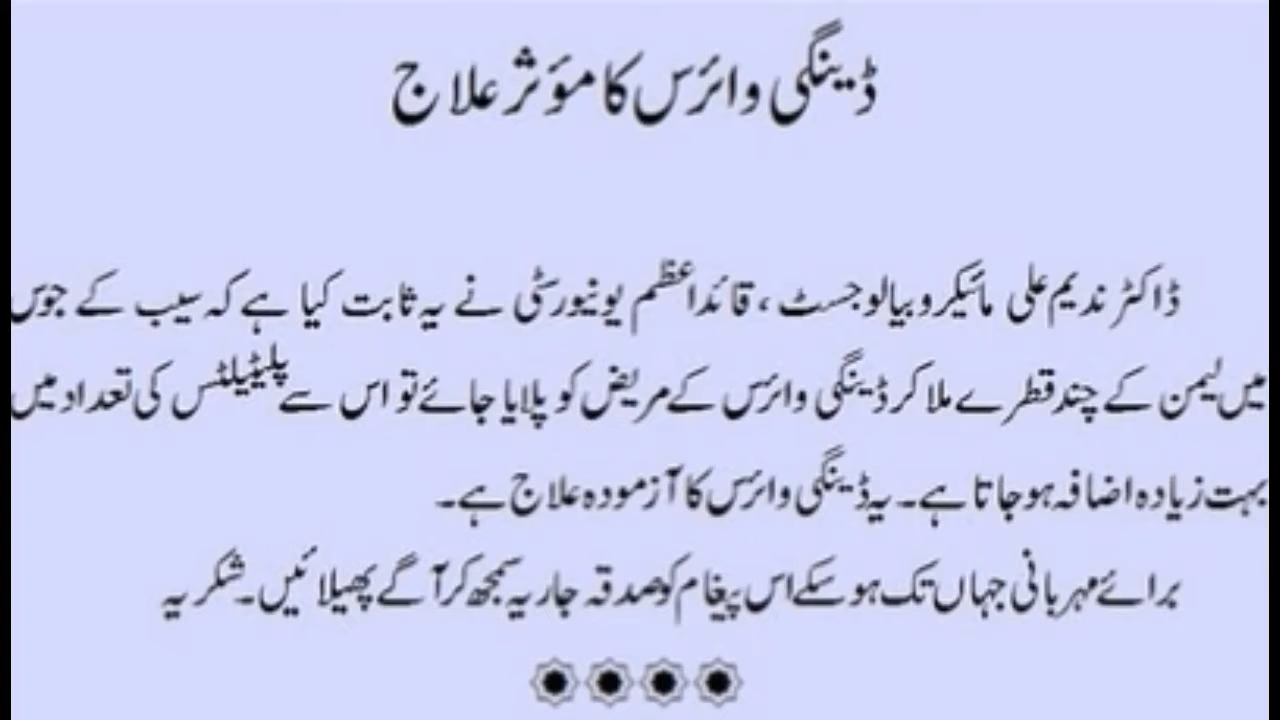 ڈینگی وائرس کا مؤثر علاج
ڈاکٹر ندیم علی مائیکروبیالوجسٹ ، قائداعظم یونیورسٹی نے یہ ثابت کیا ہے کہ سیب کے جوس
میں لیمن کے چند قطرے ملا کر ڈینگی وائرس کے مریض کو پلایا جائے تو اس سے پلیٹیلٹس کی تعداد میں
بہت زیادہ اضافہ ہو جاتا ہے۔ یہ ڈینگی وائرس کا آزمودہ علاج ہے۔
برائے مہربانی جہاں تک ہو سکے اس پیغام کو صدقہ جاریہ سمجھ کر آگے پھیلائیں۔ شکریہ